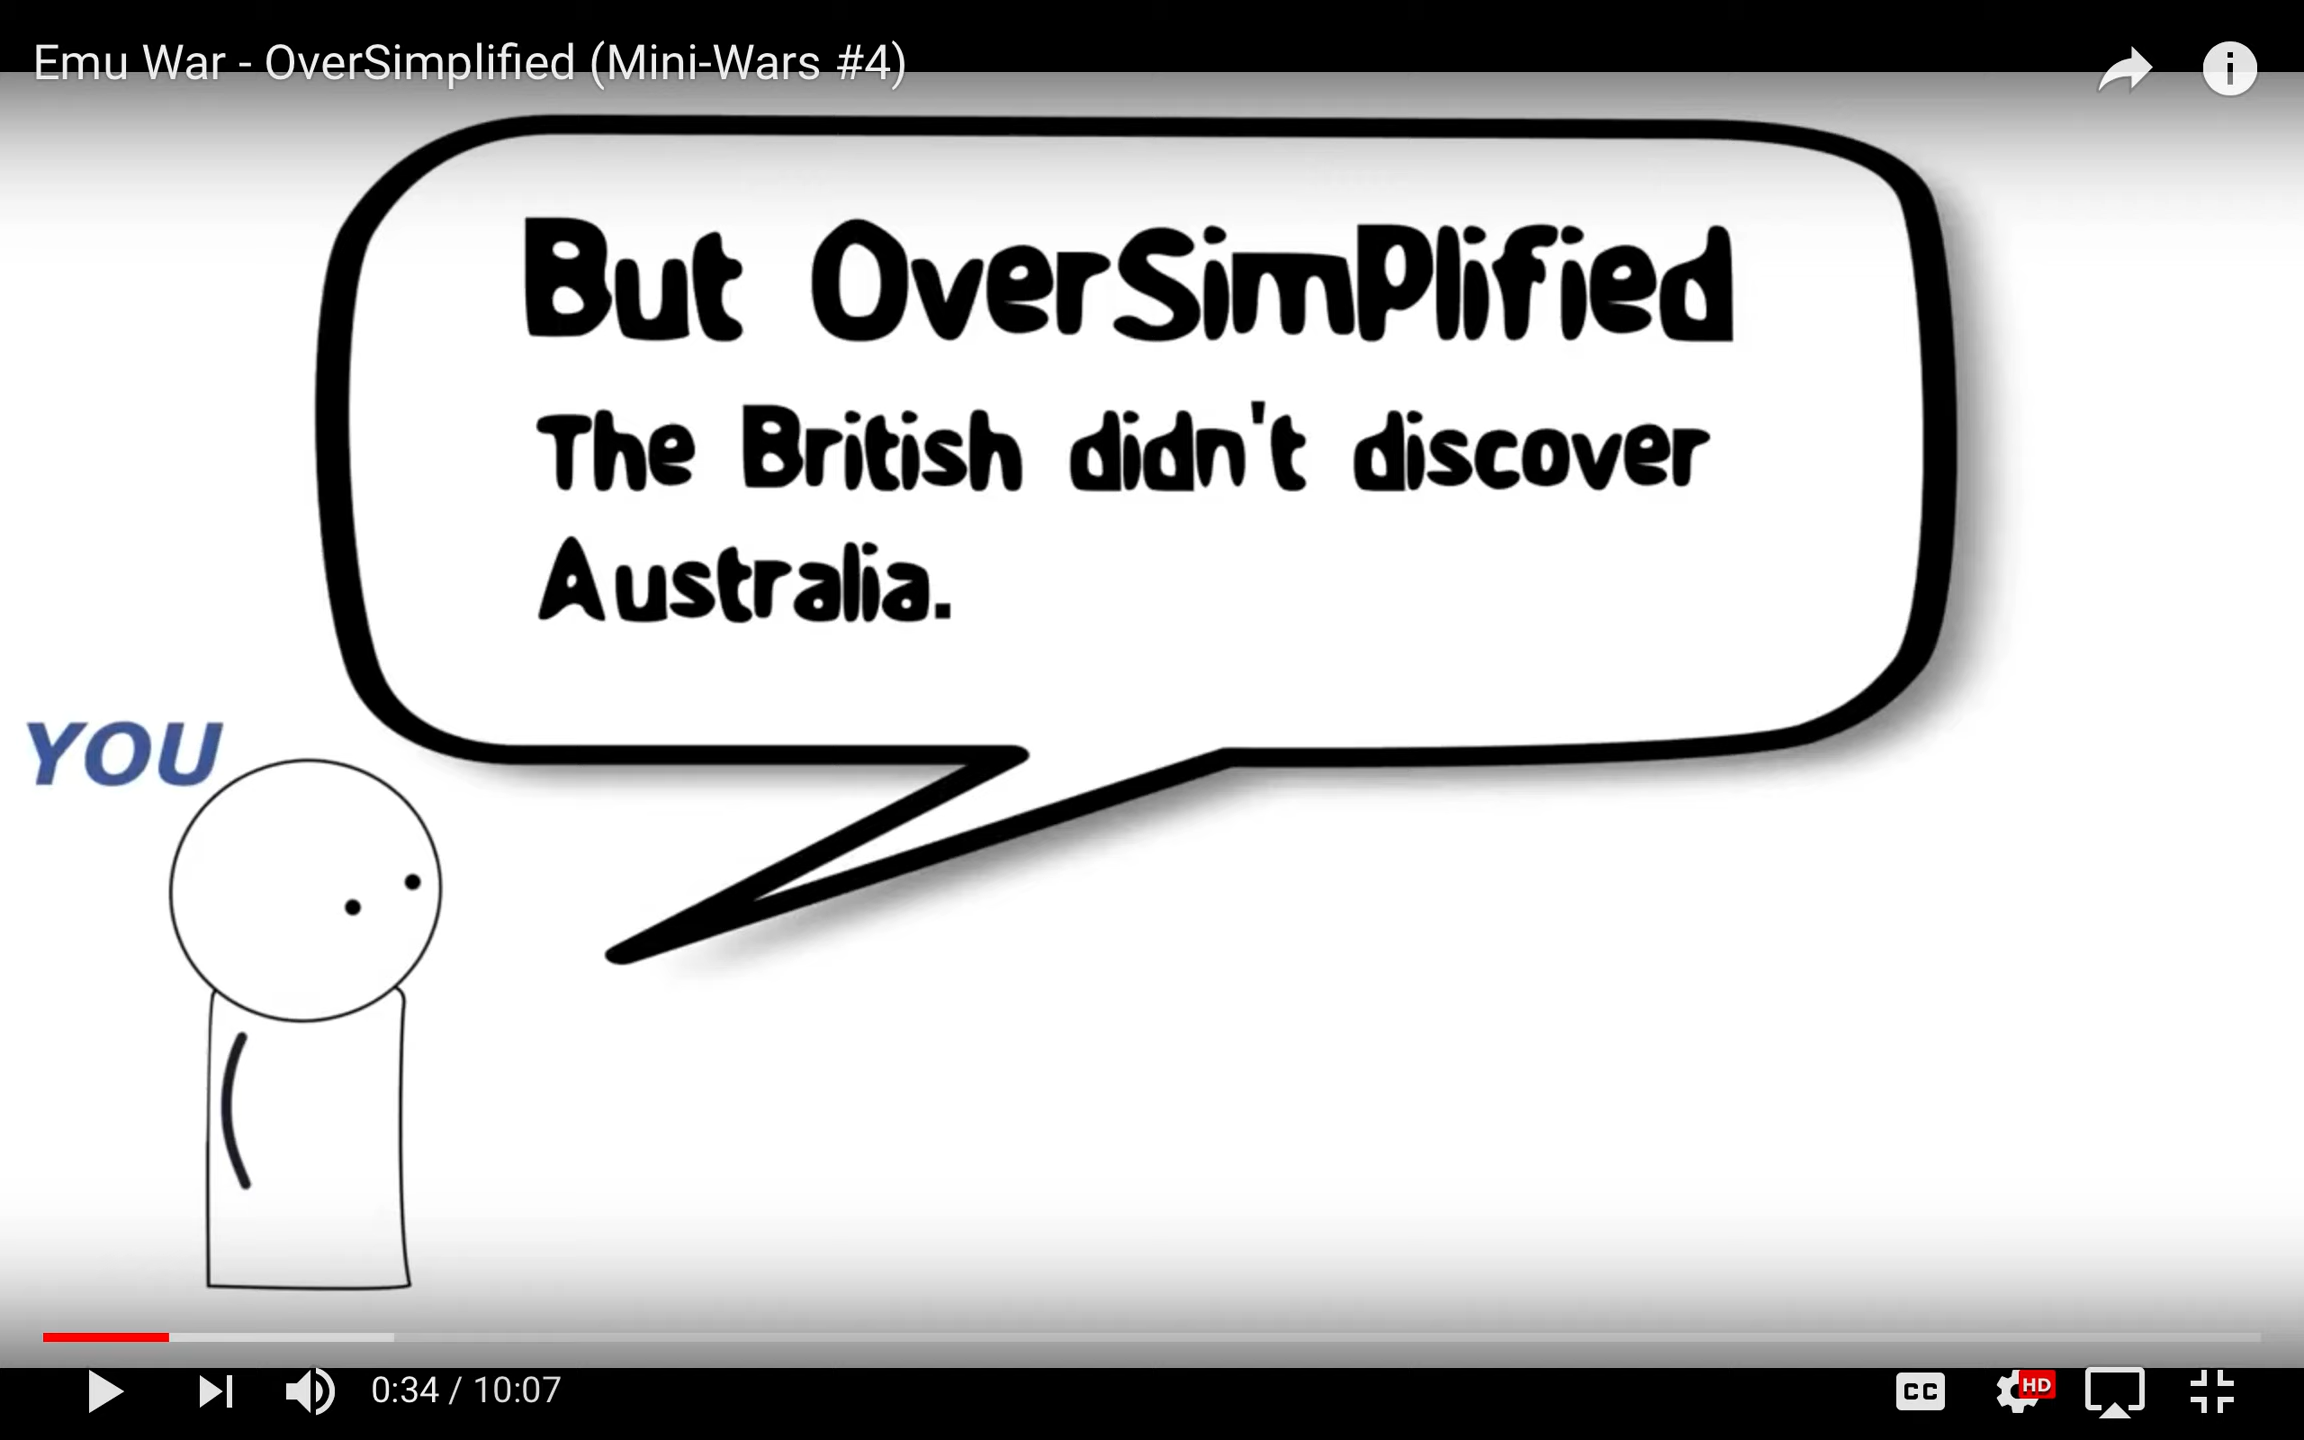 Emu War - OverSimplified (Mini-Wars #4)
But OverSimplified
The British didn't discover
Australia.
YOU
0:34 / 10:07
CC
HD